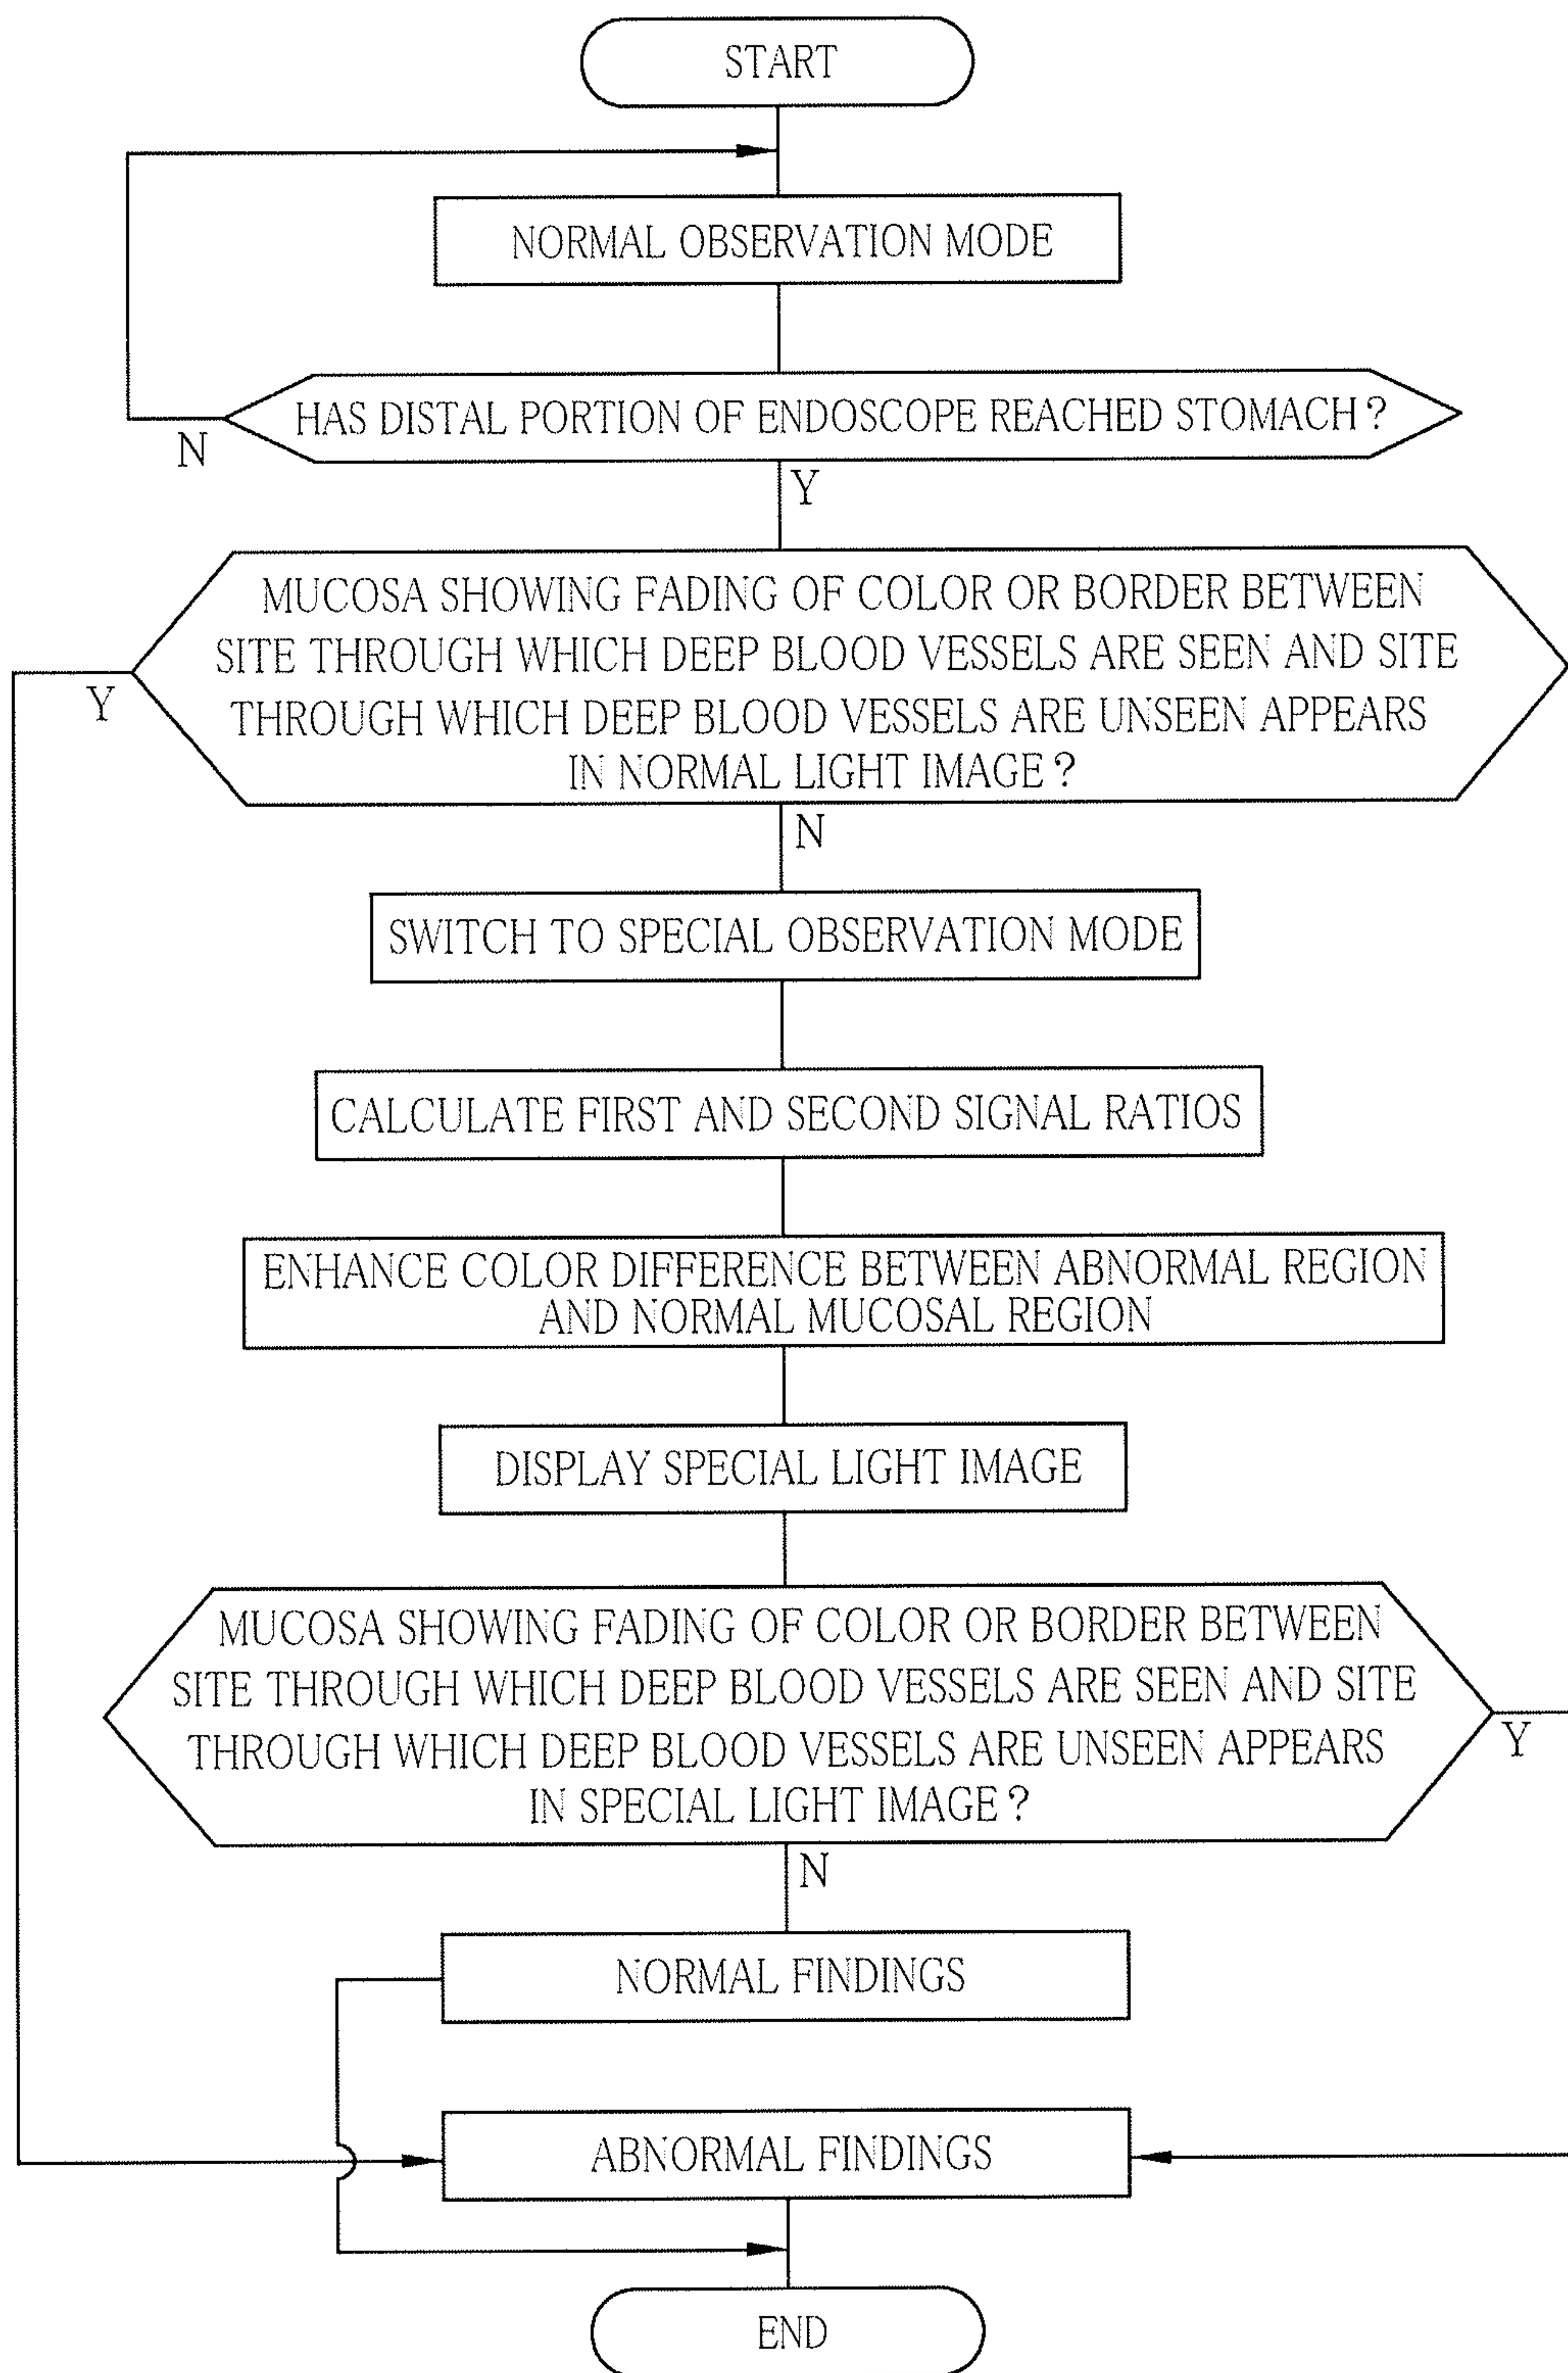 START
NORMAL OBSERVATION MODE
HAS DISTAL PORTION OF ENDOSCOPE REACHED STOMACH?
N
Y
MUCOSA SHOWING FADING OF COLOR OR BORDER BETWEEN
SITE THROUGH WHICH DEEP BLOOD VESSELS ARE SEEN AND SITE
THROUGH WHICH DEEP BLOOD VESSELS ARE UNSEEN APPEARS
IN NORMAL LIGHT IMAGE?
Y
N
SWITCH TO SPECIAL OBSERVATION MODE
CALCULATE FIRST AND SECOND SIGNAL RATIOS
ENHANCE COLOR DIFFERENCE BETWEEN ABNORMAL REGION
AND NORMAL MUCOSAL REGION
DISPLAY SPECIAL LIGHT IMAGE
MUCOSA SHOWING FADING OF COLOR OR BORDER BETWEEN
SITE THROUGH WHICH DEEP BLOOD VESSELS ARE SEEN AND SITE
THROUGH WHICH DEEP BLOOD VESSELS ARE UNSEEN APPEARS
IN SPECIAL LIGHT IMAGE?
Y
N
NORMAL FINDINGS
ABNORMAL FINDINGS
END